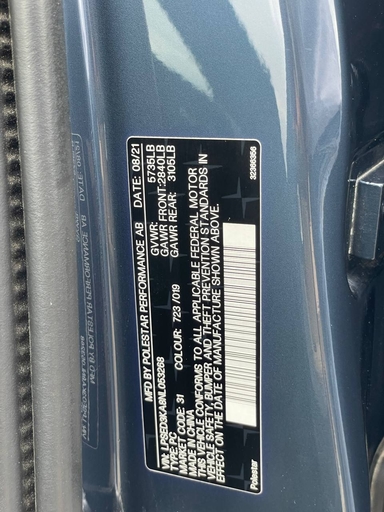 MFD BY POLESTAR PERFORMANCE AB
DATE: 08/21
VIN: LPSED3KA8NL063268
TYPE: PC
GVWR: 5735LB
GAWR FRONT: 2840LB
GAWR REAR: 3105LB
MARKET CODE: 31 COLOUR: 723 / 019
MADE IN CHINA
THIS VEHICLE CONFORMS TO ALL APPLICABLE FEDERAL MOTOR
VEHICLE SAFETY, BUMPER AND THEFT PREVENTION STANDARDS IN
EFFECT ON THE DATE OF MANUFACTURE SHOWN ABOVE.
Polestar
32386356